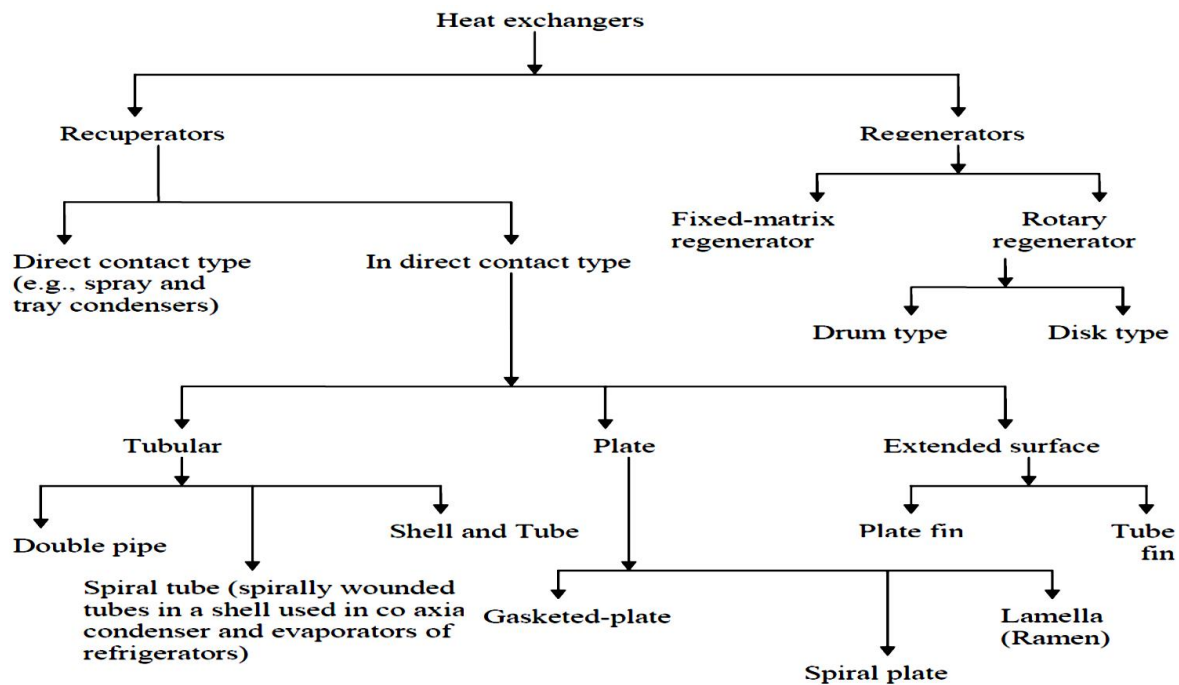 Heat exchangers
Recuperators
Regenerators
Fixed-matrix
regenerator
Rotary
regenerator
Direct contact type
(e.g., spray and
tray condensers)
In direct contact type
Drum type
Disk type
Tubular
Plate
Extended surface
Double pipe
Shell and Tube
Plate fin
Tube
fin
Spiral tube (spirally wounded
tubes in a shell used in co axia
condenser and evaporators of
refrigerators)
Gasketed-plate
Lamella
(Ramen)
Spiral plate